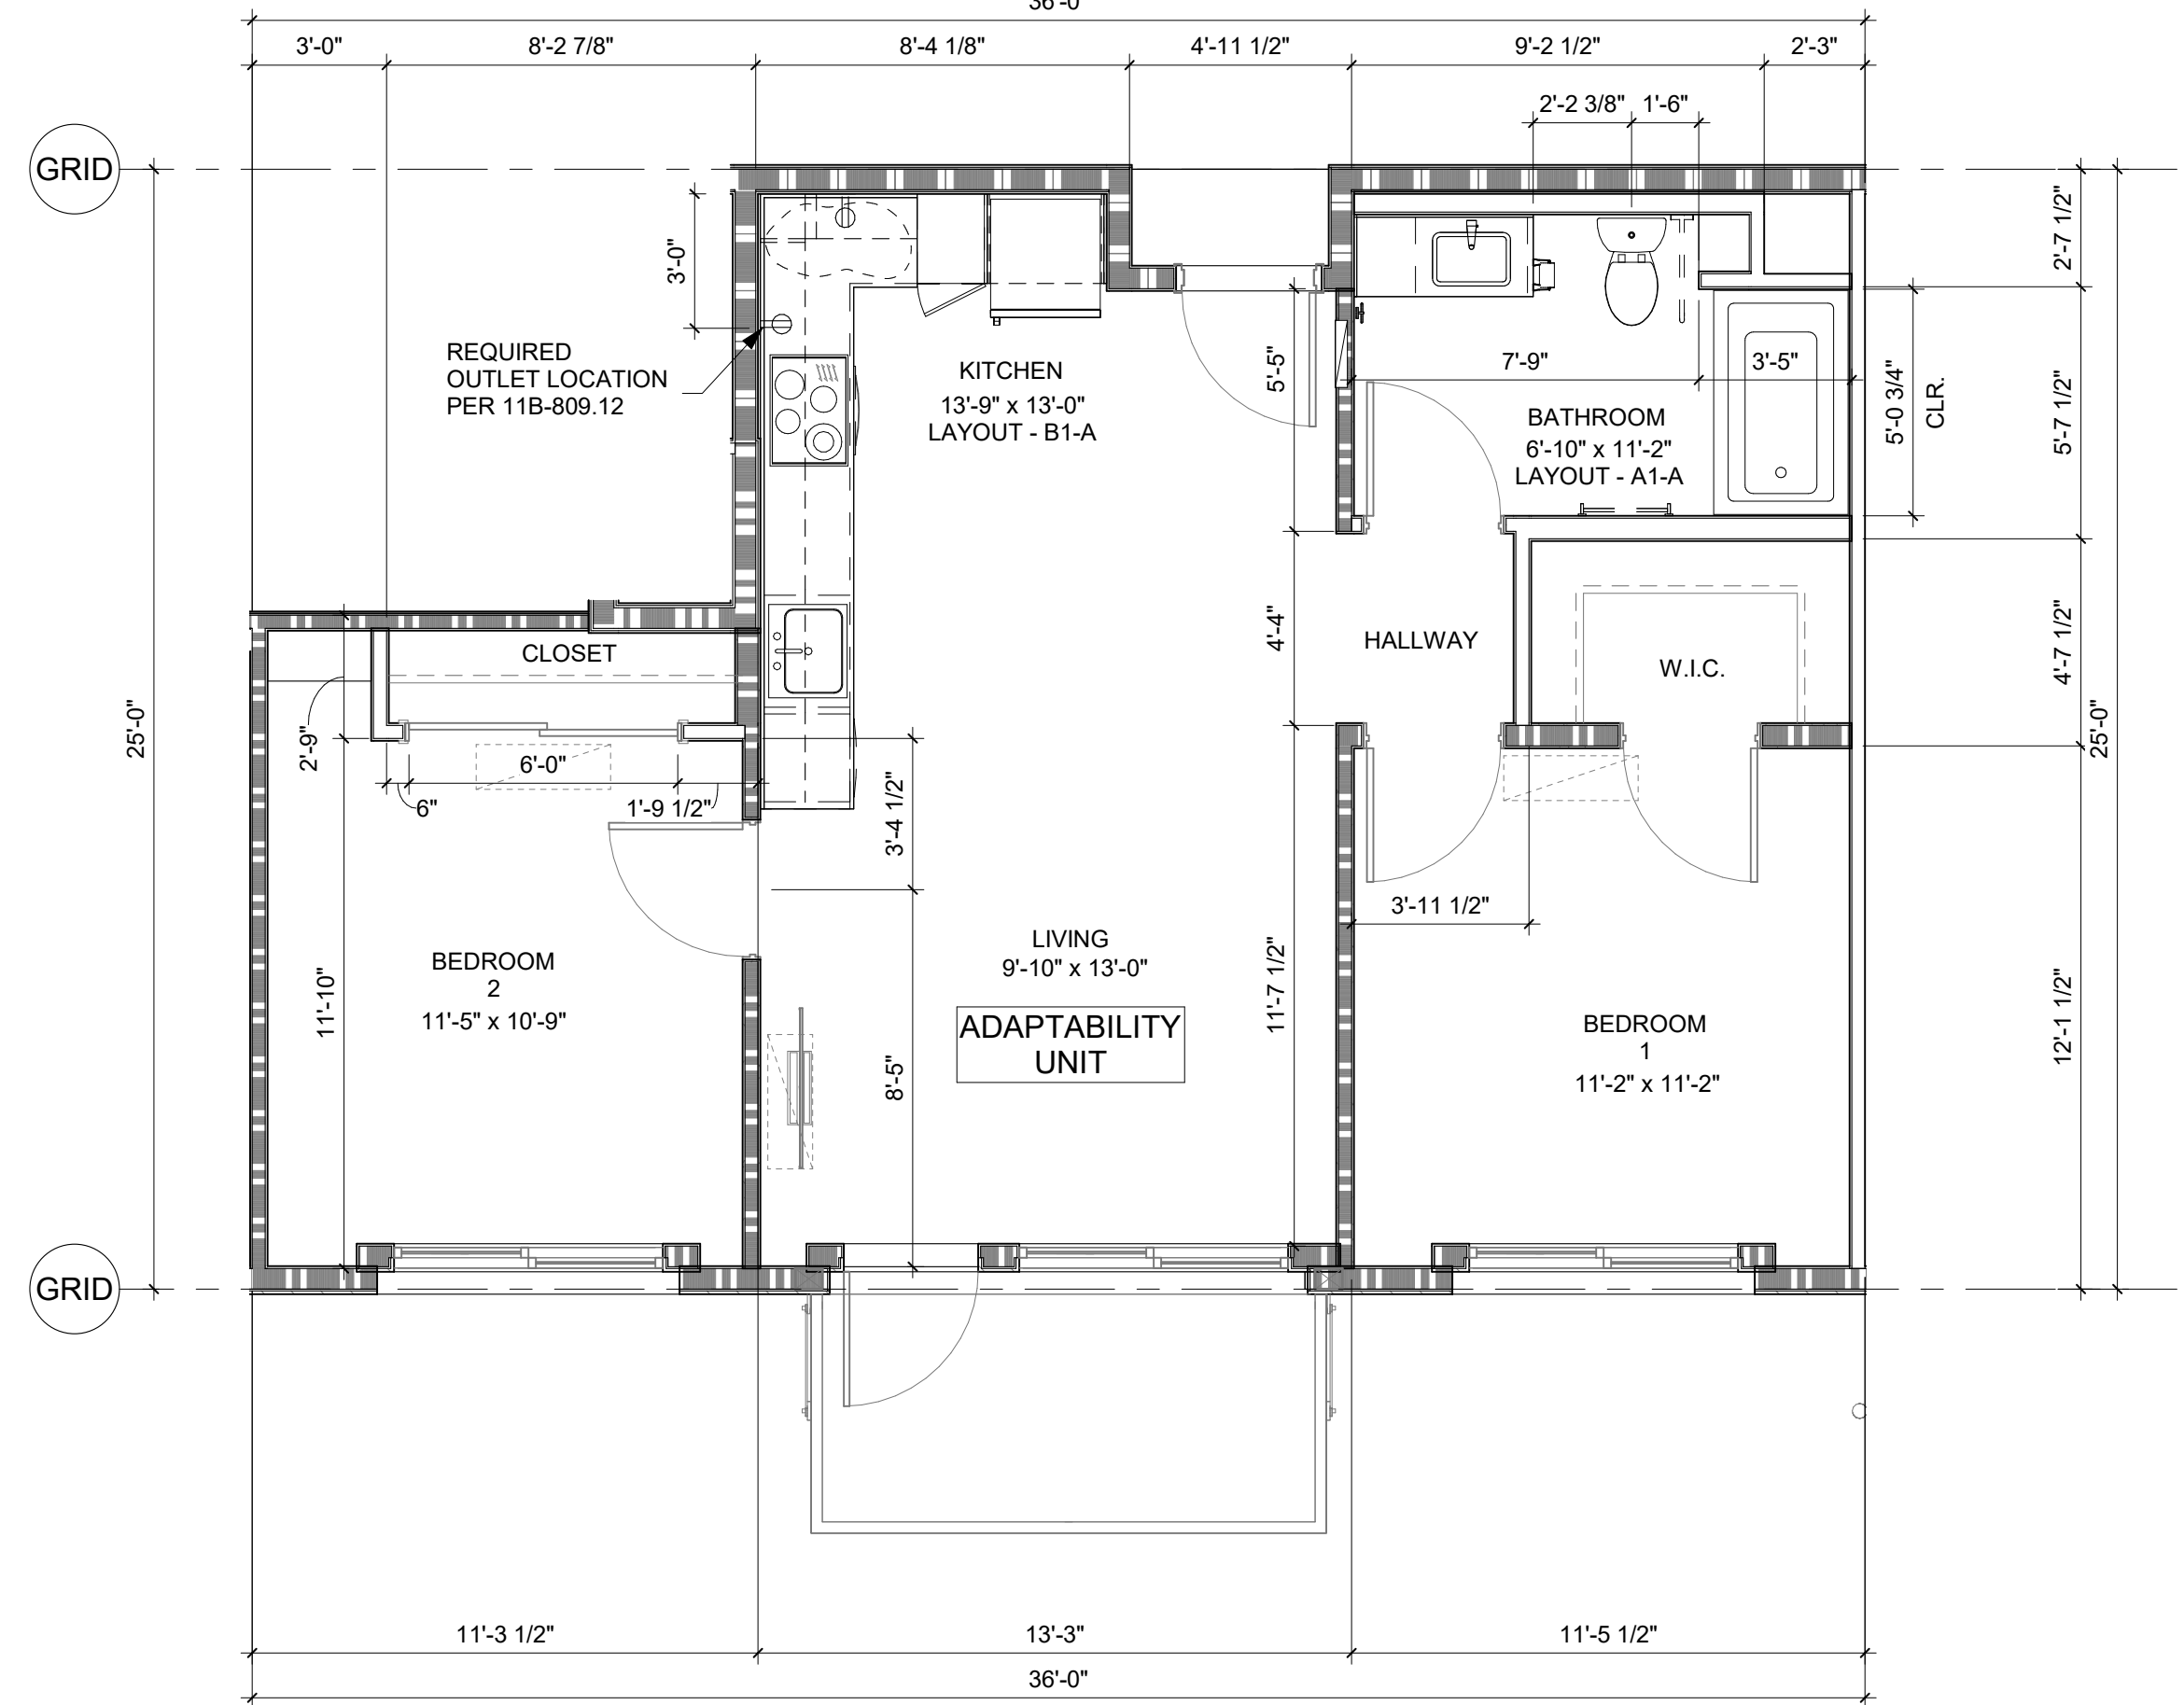 36'-0"
3'-0" 8'-2 7/8" 8'-4 1/8" 4'-11 1/2" 9'-2 1/2" 2'-3"
2'-2 3/8" 1'-6"
GRID
3'-0"
2'-7 1/2"
REQUIRED
OUTLET LOCATION
PER 11B-809.12
KITCHEN
13'-9" x 13'-0"
LAYOUT - B1-A
5'-5"
7'-9" 3'-5"
BATHROOM
6'-10" x 11'-2"
LAYOUT - A1-A
5'-0 3/4"
CLR.
5'-7 1/2"
CLOSET
4'-4"
HALLWAY
W.I.C.
4'-7 1/2"
25'-0"
25'-0"
2'-9"
6'-0"
6"
1'-9 1/2"
3'-4 1/2"
3'-11 1/2"
BEDROOM
2
11'-5" x 10'-9"
11'-10"
LIVING
9'-10" x 13'-0"
ADAPTABILITY
UNIT
8'-5"
11'-7 1/2"
BEDROOM
1
11'-2" x 11'-2"
12'-1 1/2"
GRID
11'-3 1/2" 13'-3" 11'-5 1/2"
36'-0"